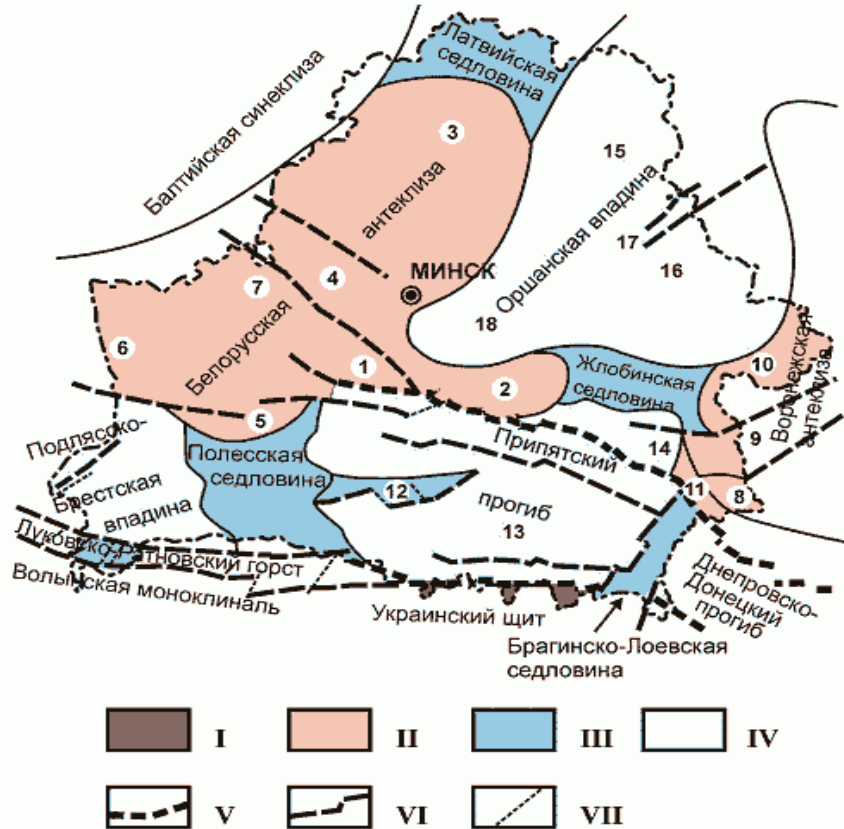 Латвийская
седловина
Балтийская синеклиза
3
15
антеклиза
Оршанская впадина
17
16
МИНСК
4
7
18
Белорусская
6
1
2
Жлобинская
седловина
10
Воронежская
антеклиза
9
5
Подлясско-
Брестская
впадина
Полесская
седловина
Припятский
прогиб
14
12
13
11
8
Луковско-Ратновский горст
Волынская моноклиналь
Украинский щит
Днепровско-
Донецкий
прогиб
Брагинско-Лоевская
седловина
I
II
III
IV
V
VI
VII